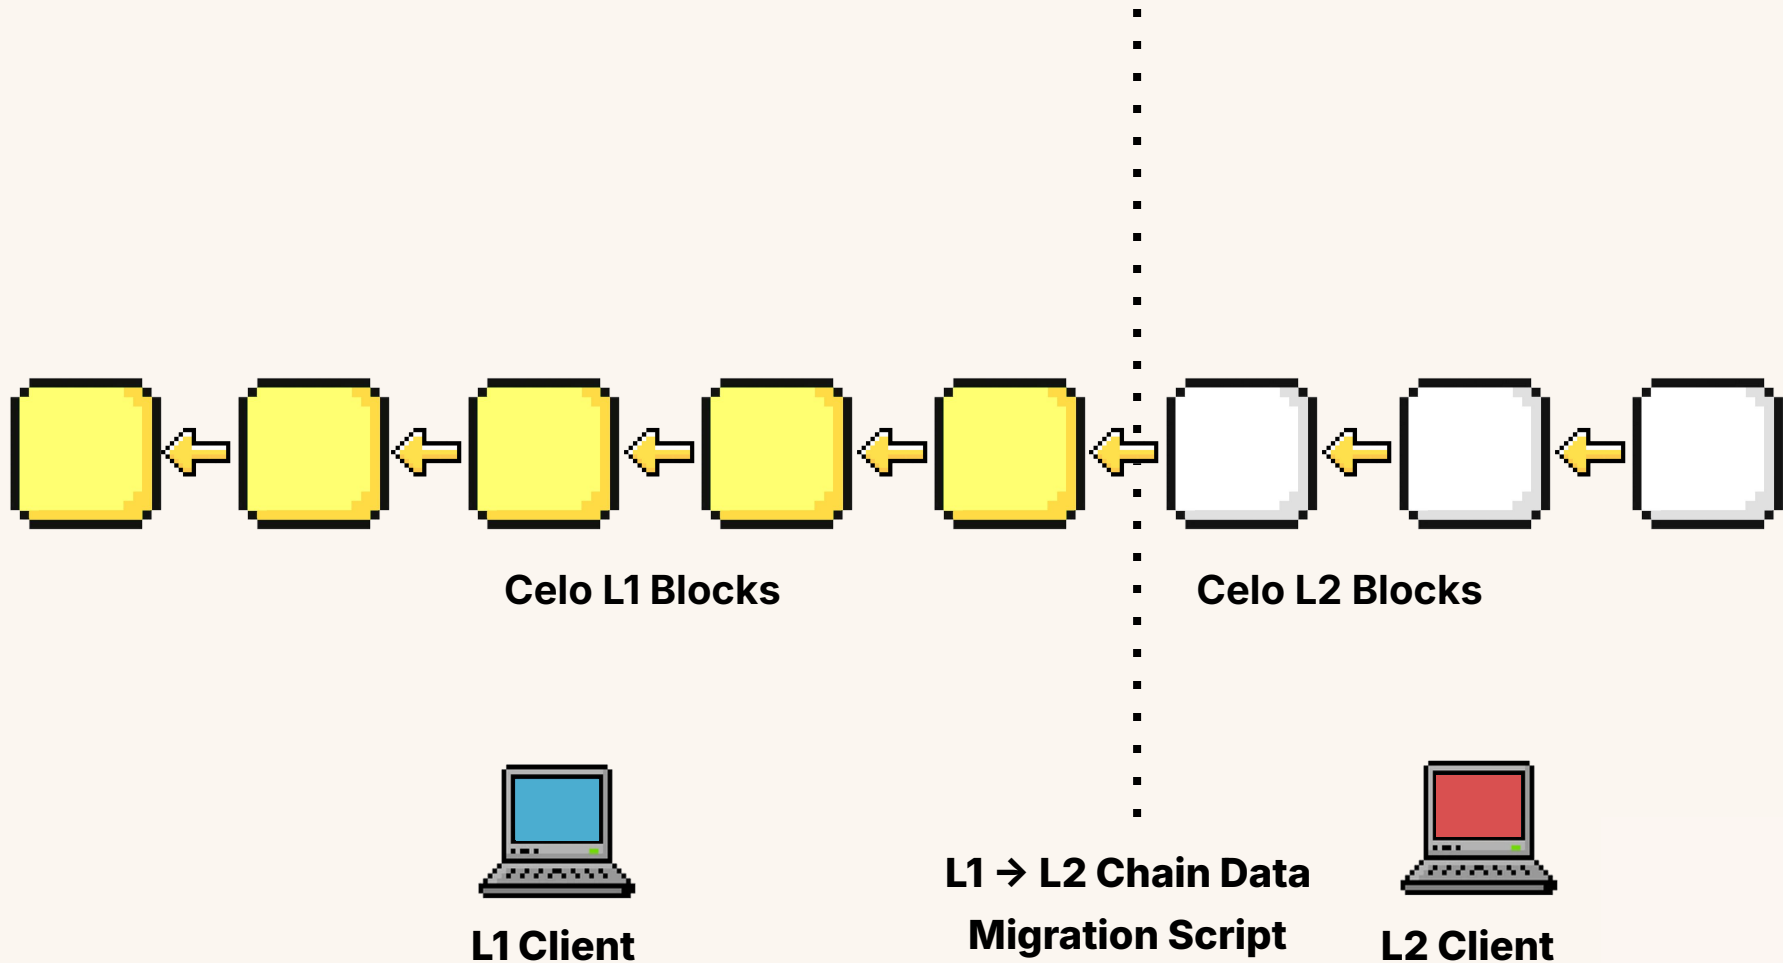 Celo L1 Blocks
Celo L2 Blocks
L1 → L2 Chain Data
Migration Script
L1 Client
L2 Client